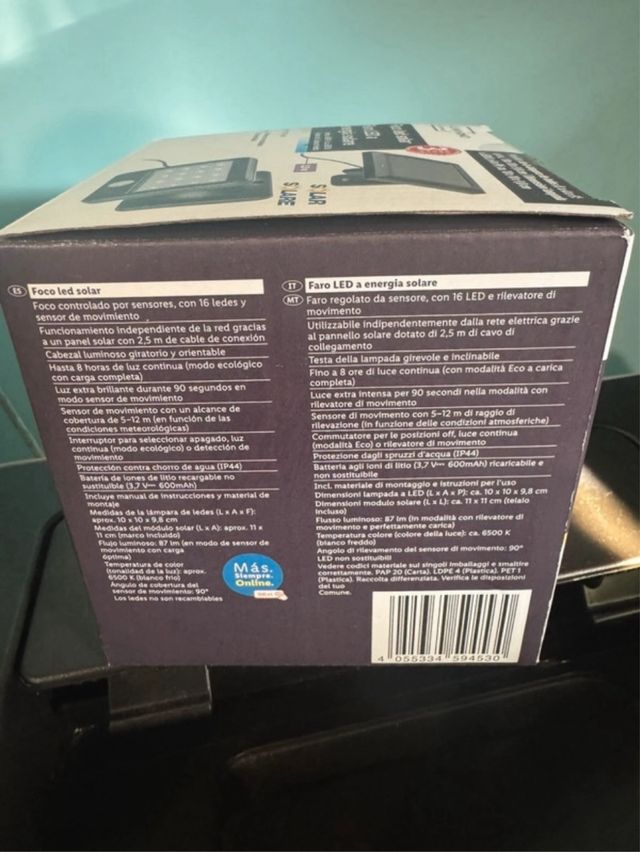 SOLAR
SOLARE
ES Foco led solar
Foco controlado por sensores, con 16 ledes y
sensor de movimiento
Funcionamiento independiente de la red gracias
a un panel solar con 2,5 m de cable de conexión
Cabezal luminoso giratorio y orientable
Hasta 8 horas de luz continua (modo ecológico
con carga completa)
Luz extra brillante durante 90 segundos en
modo sensor de movimiento
Sensor de movimiento con un alcance de
cobertura de 5–12 m (en función de las
condiciones meteorológicas)
Interruptor para seleccionar apagado, luz
continua (modo ecológico) o detección de
movimiento
Protección contra chorro de agua (IP44)
Batería de iones de litio recargable no
sustituible (3,7 V⎓ 600mAh)
Incluye manual de instrucciones y material de
montaje
Medidas de la lámpara de ledes (L x A x F):
aprox. 10 x 10 x 9,8 cm
Medidas del módulo solar (L x A): aprox. 11 x
11 cm (marco incluido)
Flujo luminoso: 87 lm (en modo de sensor de
movimiento con carga
óptima)
Temperatura de color
(tonalidad de la luz): aprox.
6500 K (blanco frío)
Ángulo de cobertura del
sensor de movimiento: 90°
Los ledes no son recambiables
Más.
Siempre.
Online.
IT Faro LED a energia solare
MT Faro regolato da sensore, con 16 LED e rilevatore di
movimento
Utilizzabile indipendentemente dalla rete elettrica grazie
al pannello solare dotato di 2,5 m di cavo di
collegamento
Testa della lampada girevole e inclinabile
Fino a 8 ore di luce continua (con modalità Eco a carica
completa)
Luce extra intensa per 90 secondi nella modalità con
rilevatore di movimento
Sensore di movimento con 5–12 m di raggio di
rilevazione (in funzione delle condizioni atmosferiche)
Commutatore per le posizioni off, luce continua
(modalità Eco) o rilevatore di movimento
Protezione dagli spruzzi d'acqua (IP44)
Batteria agli ioni di litio (3,7 V⎓ 600mAh) ricaricabile e
non sostituibile
Incl. materiale di montaggio e istruzioni per l'uso
Dimensioni lampada a LED (L x A x P): ca. 10 x 10 x 9,8 cm
Dimensioni modulo solare (L x L): ca. 11 x 11 cm (telaio
incluso)
Flusso luminoso: 87 lm (in modalità con rilevatore di
movimento e perfettamente carica)
Temperatura colore (colore della luce): ca. 6500 K
(bianco freddo)
Angolo di rilevamento del sensore di movimento: 90°
LED non sostituibili
Vedere codici materiale su singoli imballaggi e smaltire
correttamente. PAP 20 (Carta). LDPE 4 (Plastica). PET 1
(Plastica). Raccolta differenziata. Verifica le disposizioni
del tuo
Comune.
4 055334 594530